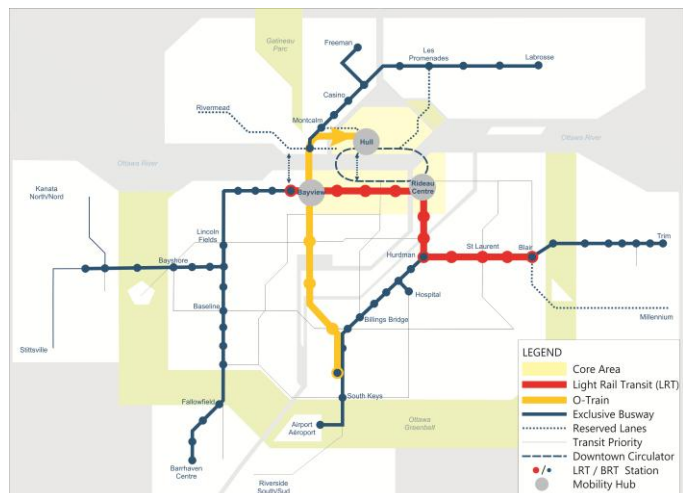 Gatineau
Parc
Freeman
Les
Promenades
Labrosse
Casino
Rivermead
Montcalm
Hull
Ottawa River
Ottawa River
Kanata
North/Nord
Bayview
Rideau
Centre
Lincoln
Fields
Bayshore
Hurdman
St Laurent
Blair
Trim
Baseline
Hospital
Billings Bridge
Millennium
Stittsville
Fallowfield
South Keys
Airport
Aéroport
Ottawa
Greenbelt
Barrhaven
Centre
Riverside
South/Sud
LEGEND
Core Area
Light Rail Transit (LRT)
O-Train
Exclusive Busway
Reserved Lanes
Transit Priority
Downtown Circulator
LRT / BRT Station
Mobility Hub